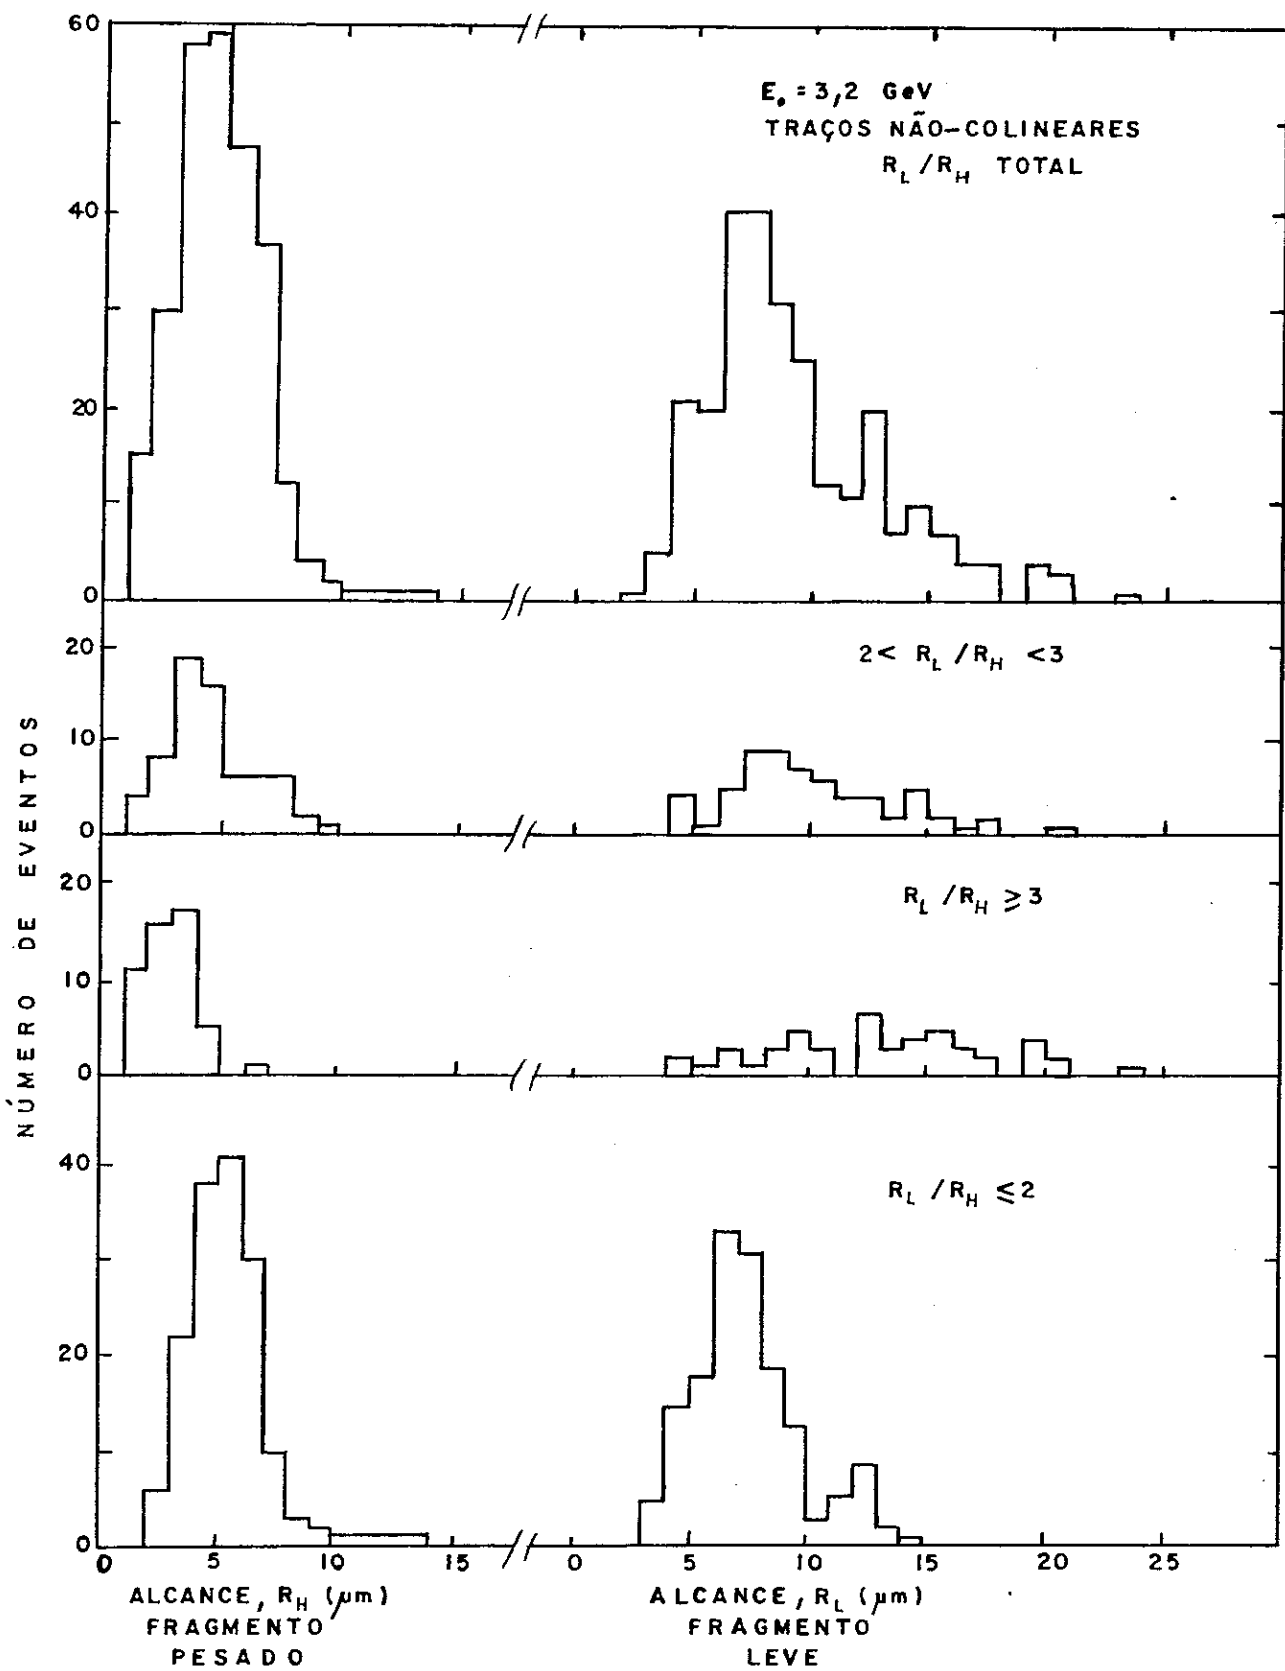 60
40
20
0
E₀ = 3,2 GeV
TRAÇOS NÃO-COLINEARES
R_L /R_H TOTAL
20
10
0
2< R_L /R_H <3
20
10
0
R_L /R_H ⩾3
40
20
0
R_L /R_H ⩽2
NÚMERO DE EVENTOS
0 5 10 15 0 5 10 15 20 25
ALCANCE, R_H (μm)
FRAGMENTO
PESADO
ALCANCE, R_L (μm)
FRAGMENTO
LEVE